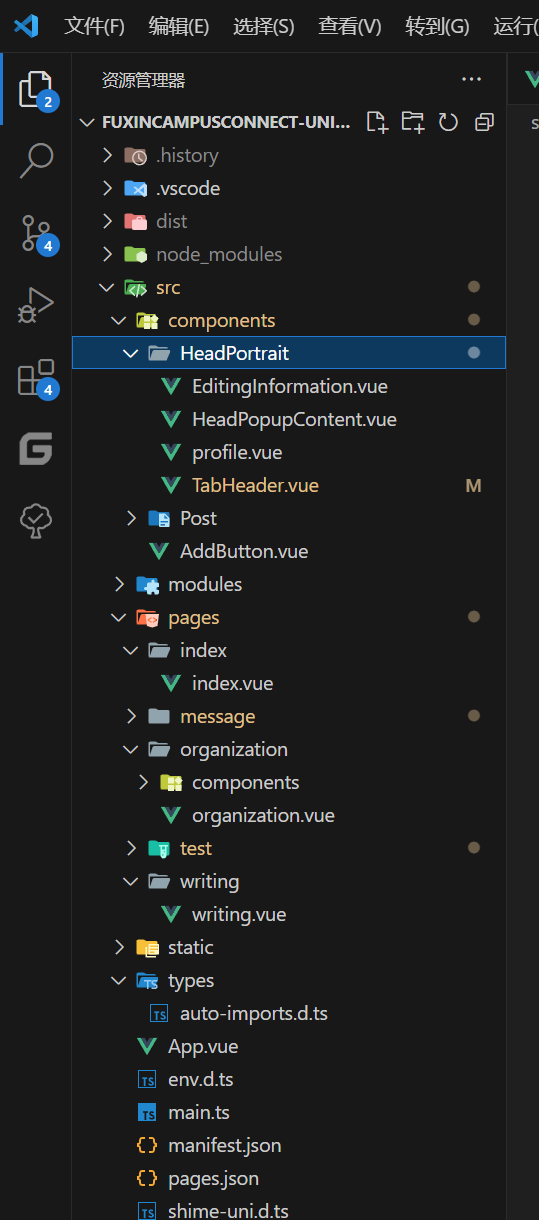 文件(F) 编辑(E) 选择(S) 查看(V) 转到(G) 运行(
资源管理器 ···
2
FUXINCAMPUSCONNECT-UNI...
.history
.vscode
dist
4
node_modules
src
components
HeadPortrait
EditingInformation.vue
4
HeadPopupContent.vue
profile.vue
TabHeader.vue M
Post
AddButton.vue
modules
pages
index
index.vue
message
organization
components
organization.vue
test
writing
writing.vue
static
types
TS auto-imports.d.ts
App.vue
TS env.d.ts
TS main.ts
{} manifest.json
{} pages.json
TS shime-uni.d.ts